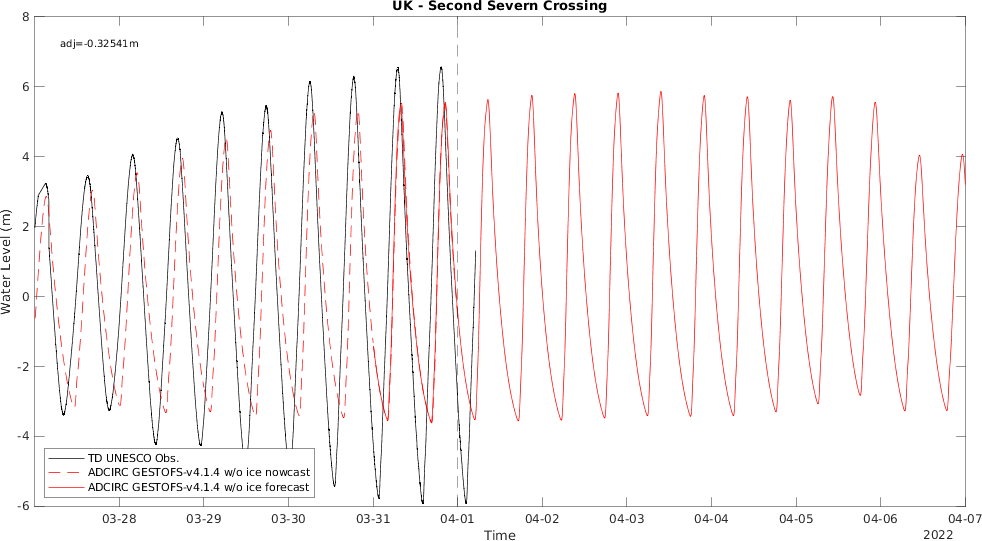 UK - Second Severn Crossing
adj=-0.32541m
8
6
4
2
0
-2
-4
-6
Water Level (m)
TD UNESCO Obs.
ADCIRC GESTOFS-v4.1.4 w/o ice nowcast
ADCIRC GESTOFS-v4.1.4 w/o ice forecast
03-28 03-29 03-30 03-31 04-01 04-02 04-03 04-04 04-05 04-06 04-07
Time
2022